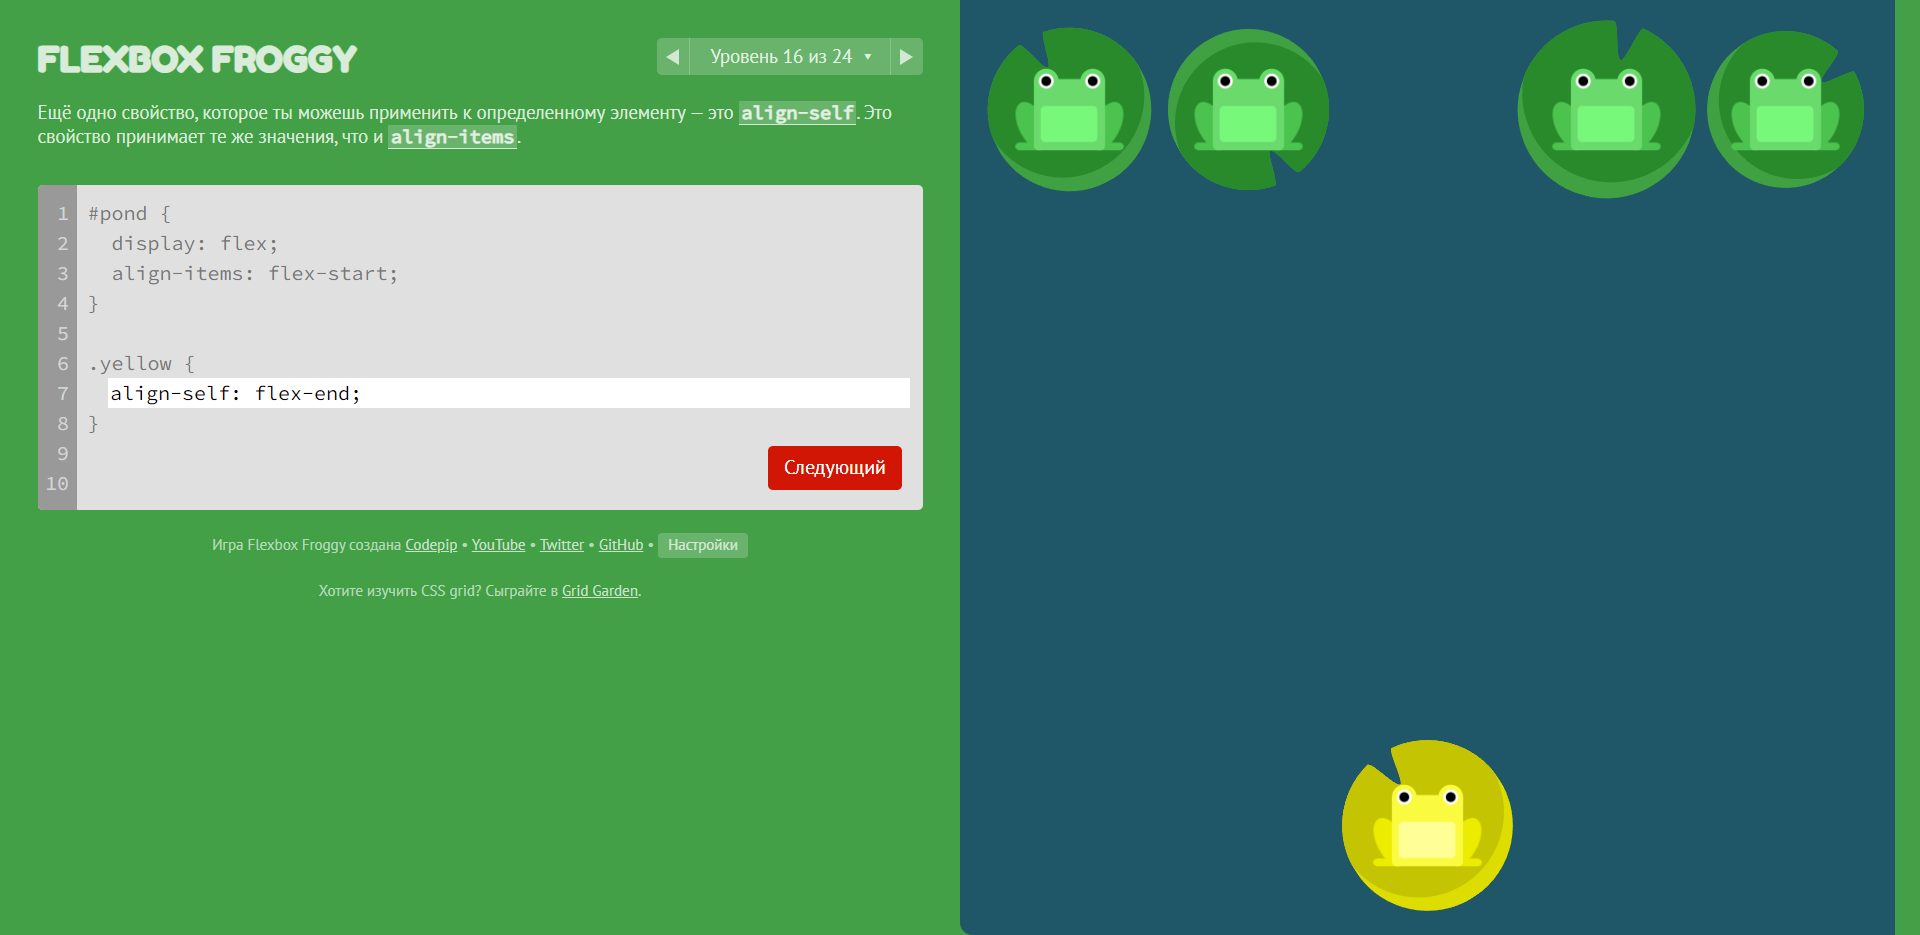 FLEXBOX FROGGY
Уровень 16 из 24 ▼
Ещё одно свойство, которое ты можешь применить к определенному элементу — это align-self. Это
свойство принимает те же значения, что и align-items.
1 #pond {
2 display: flex;
3 align-items: flex-start;
4 }
5
6 .yellow {
7 align-self: flex-end;
8 }
9
10
Следующий
Игра Flexbox Froggy создана Codepip • YouTube • Twitter • GitHub • Настройки
Хотите изучить CSS grid? Сыграйте в Grid Garden.